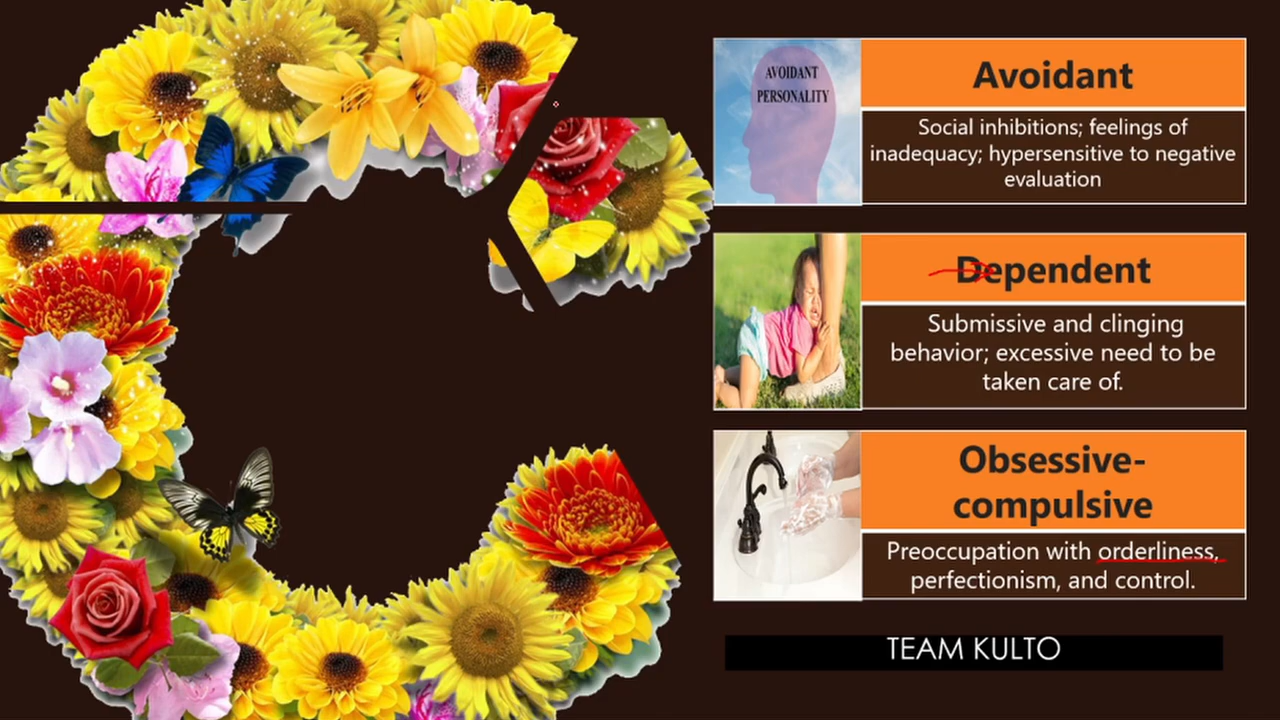 AVOIDANT
PERSONALITY
Avoidant
Social inhibitions; feelings of
inadequacy; hypersensitive to negative
evaluation
Dependent
Submissive and clinging
behavior; excessive need to be
taken care of.
Obsessive-
compulsive
Preoccupation with orderliness,
perfectionism, and control.
TEAM KULTO